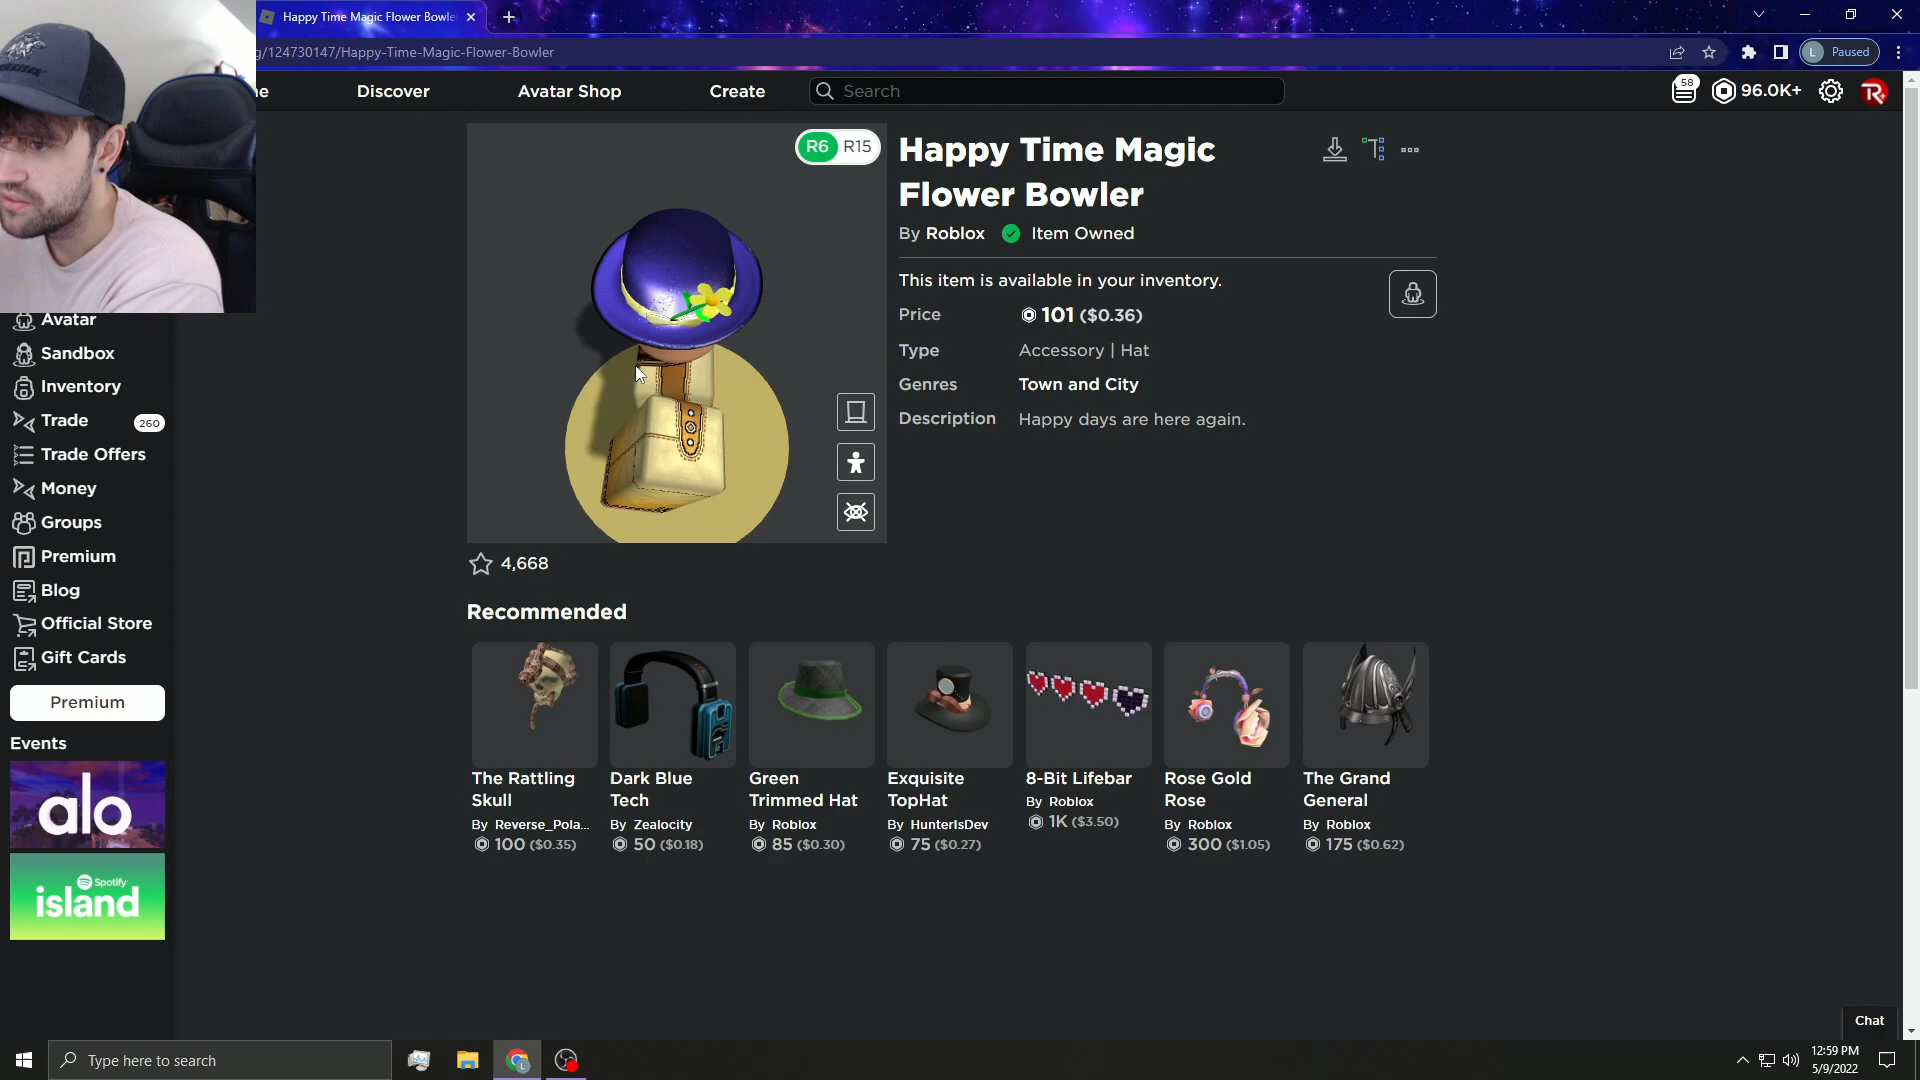 Happy Time Magic Flower Bowle
g/124730147/Happy-Time-Magic-Flower-Bowler
L Paused
Discover
Avatar Shop
Create
Search
58
96.0K+
R6 R15
Happy Time Magic
Flower Bowler
By Roblox Item Owned
This item is available in your inventory.
Price 101 ($0.36)
Type Accessory | Hat
Genres Town and City
Description Happy days are here again.
4,668
Avatar
Sandbox
Inventory
Trade 260
Trade Offers
Money
Groups
Premium
Blog
Official Store
Gift Cards
Premium
Events
alo
Spotify
island
Recommended
The Rattling
Skull
By Reverse_Pola...
100 ($0.35)
Dark Blue
Tech
By Zealocity
50 ($0.18)
Green
Trimmed Hat
By Roblox
85 ($0.30)
Exquisite
TopHat
By HunterIsDev
75 ($0.27)
8-Bit Lifebar
By Roblox
1K ($3.50)
Rose Gold
Rose
By Roblox
300 ($1.05)
The Grand
General
By Roblox
175 ($0.62)
Chat
Type here to search
12:59 PM
5/9/2022